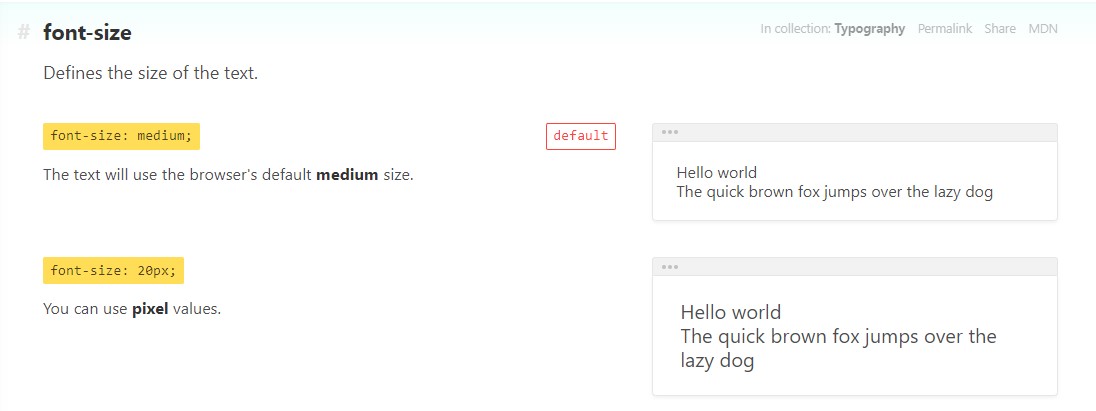 # font-size
In collection: Typography Permalink Share MDN
Defines the size of the text.
font-size: medium;
default
The text will use the browser's default medium size.
Hello world
The quick brown fox jumps over the lazy dog
font-size: 20px;
You can use pixel values.
Hello world
The quick brown fox jumps over the
lazy dog